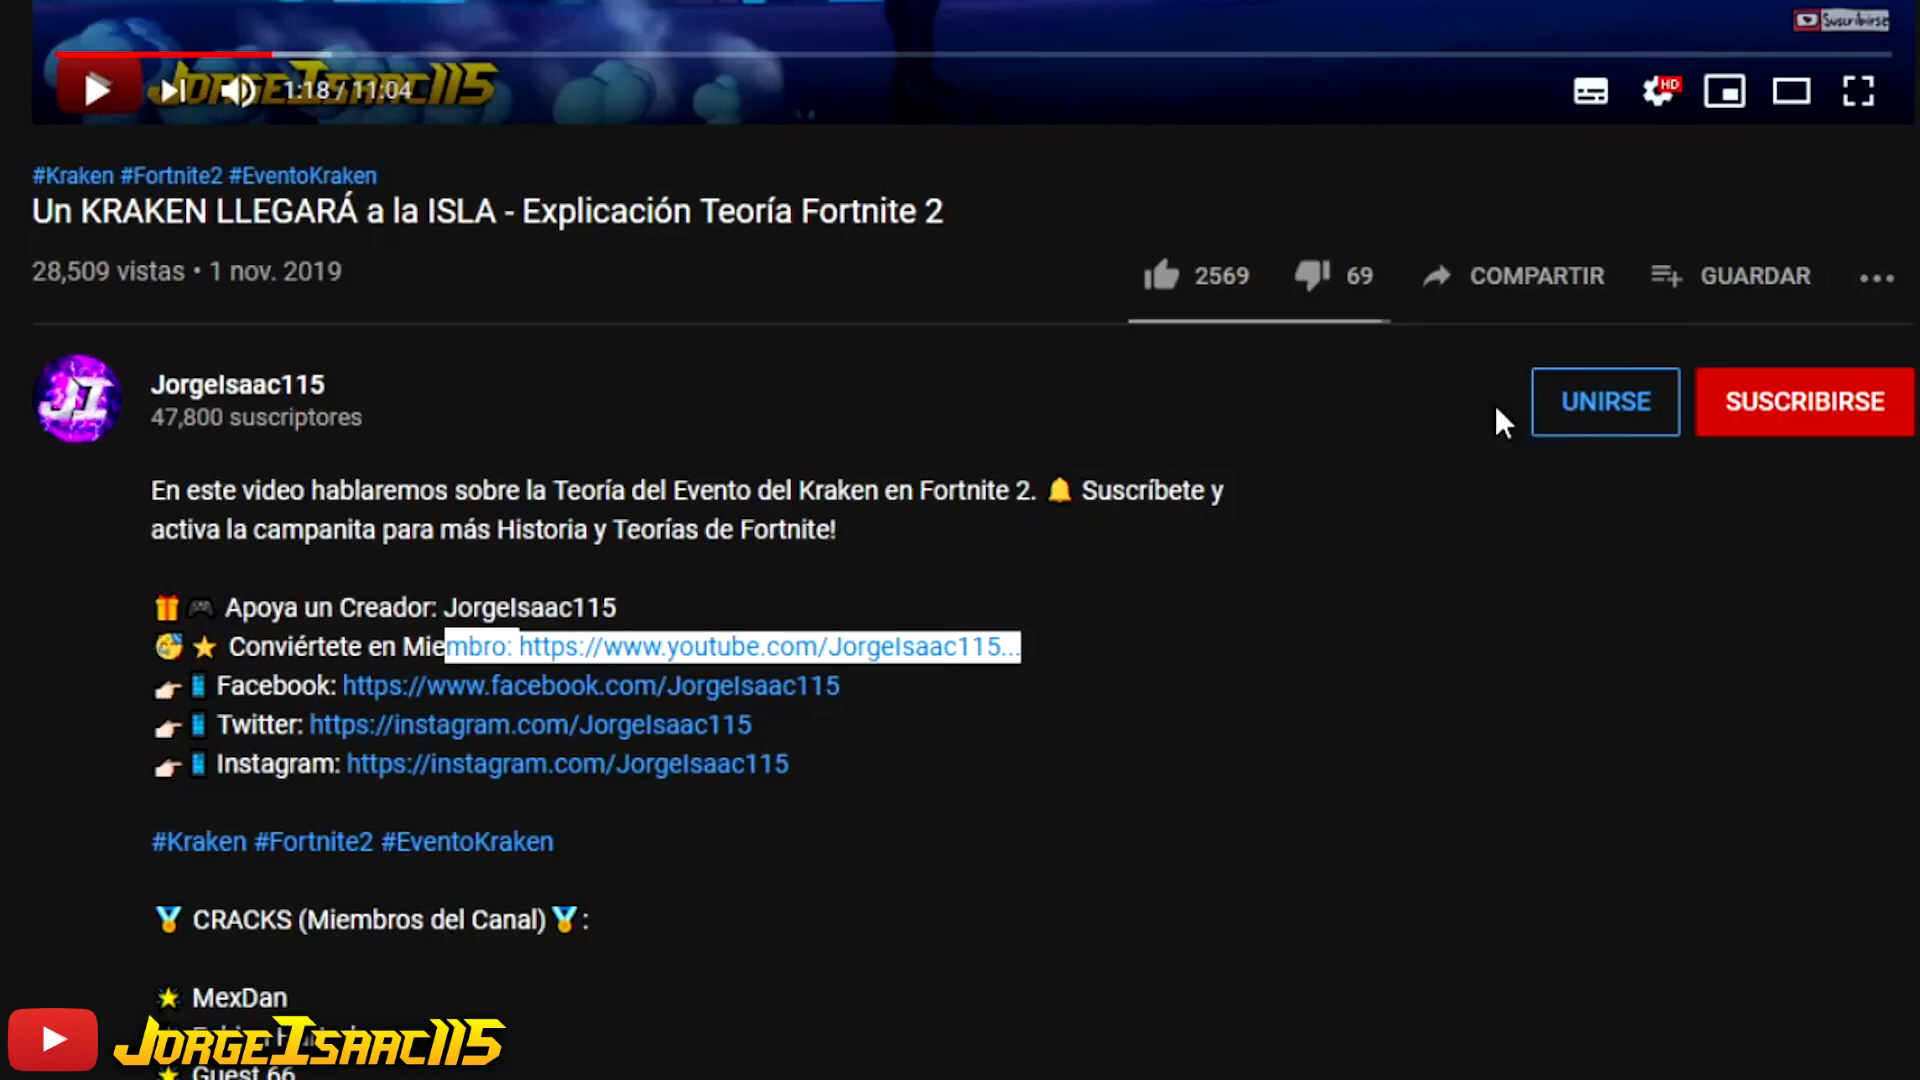 Suscribirse
JORGEISAAC115
1:18 / 11:04
HD
#Kraken #Fortnite2 #EventoKraken
Un KRAKEN LLEGARÁ a la ISLA - Explicación Teoría Fortnite 2
28,509 vistas • 1 nov. 2019
2569 69 COMPARTIR GUARDAR
JI
JorgeIsaac115
47,800 suscriptores
UNIRSE SUSCRIBIRSE
En este video hablaremos sobre la Teoría del Evento del Kraken en Fortnite 2. 🔔 Suscríbete y
activa la campanita para más Historia y Teorías de Fortnite!
Apoya un Creador: JorgeIsaac115
Conviértete en Miembro: https://www.youtube.com/JorgeIsaac115...
Facebook: https://www.facebook.com/JorgeIsaac115
Twitter: https://instagram.com/JorgeIsaac115
Instagram: https://instagram.com/JorgeIsaac115
#Kraken #Fortnite2 #EventoKraken
CRACKS (Miembros del Canal) :
MexDan
JORGEISAAC115
Guest 66